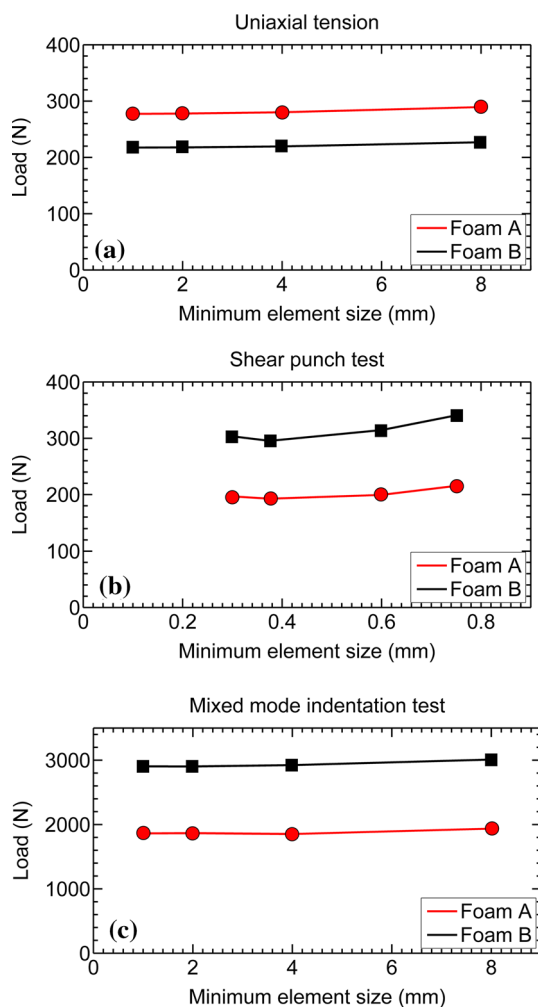 Uniaxial tension
400
300
200
100
0
Load (N)
(a)
Foam A
Foam B
0 2 4 6 8
Minimum element size (mm)
Shear punch test
400
300
200
100
0
Load (N)
(b)
Foam A
Foam B
0 0.2 0.4 0.6 0.8
Minimum element size (mm)
Mixed mode indentation test
3000
2000
1000
0
Load (N)
(c)
Foam A
Foam B
0 2 4 6 8
Minimum element size (mm)